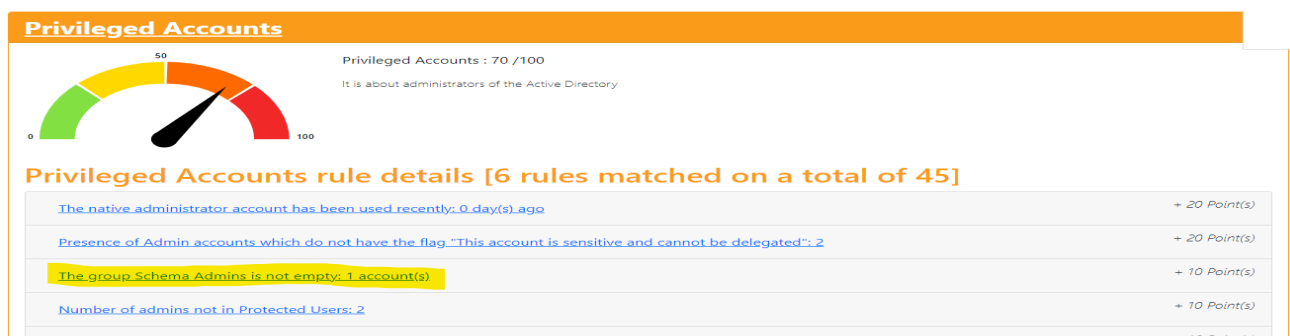 Privileged Accounts
50
0
100
Privileged Accounts : 70 /100
It is about administrators of the Active Directory
Privileged Accounts rule details [6 rules matched on a total of 45]
The native administrator account has been used recently: 0 day(s) ago
+ 20 Point(s)
Presence of Admin accounts which do not have the flag "This account is sensitive and cannot be delegated": 2
+ 20 Point(s)
The group Schema Admins is not empty: 1 account(s)
+ 10 Point(s)
Number of admins not in Protected Users: 2
+ 10 Point(s)